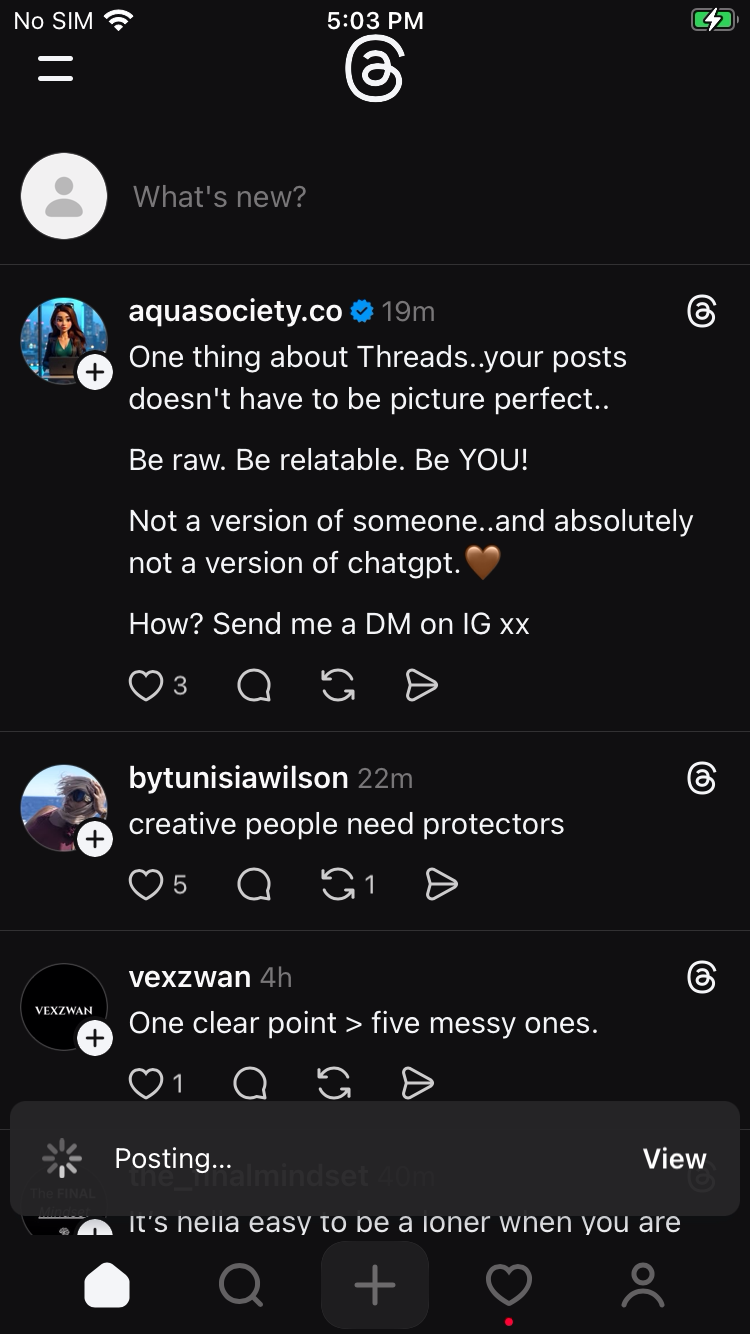 No SIM 5:03 PM
What's new?
aquasociety.co 19m
One thing about Threads..your posts
doesn't have to be picture perfect..
Be raw. Be relatable. Be YOU!
Not a version of someone..and absolutely
not a version of chatgpt.🤎
How? Send me a DM on IG xx
3
bytunisiawilson 22m
creative people need protectors
5 1
vexzwan 4h
VEXZWAN
One clear point > five messy ones.
1
Posting... View
the_finalmindset 40m
The FINAL
Mindset
It's hella easy to be a loner when you are